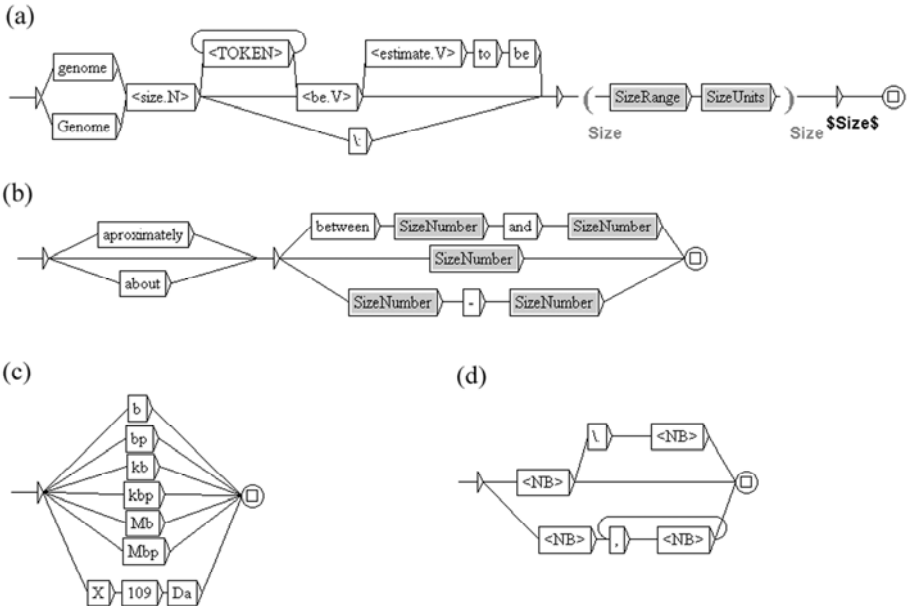 (a)
<TOKEN> <estimate.V> to be
genome
<size.N> <be.V> ( SizeRange SizeUnits )
Genome
\:
Size Size $Size$
(b)
between SizeNumber and SizeNumber
aproximately
SizeNumber
about
SizeNumber - SizeNumber
(c)
b
bp
kb
kbp
Mb
Mbp
X 109 Da
(d)
\. <NB>
<NB>
<NB> , <NB>